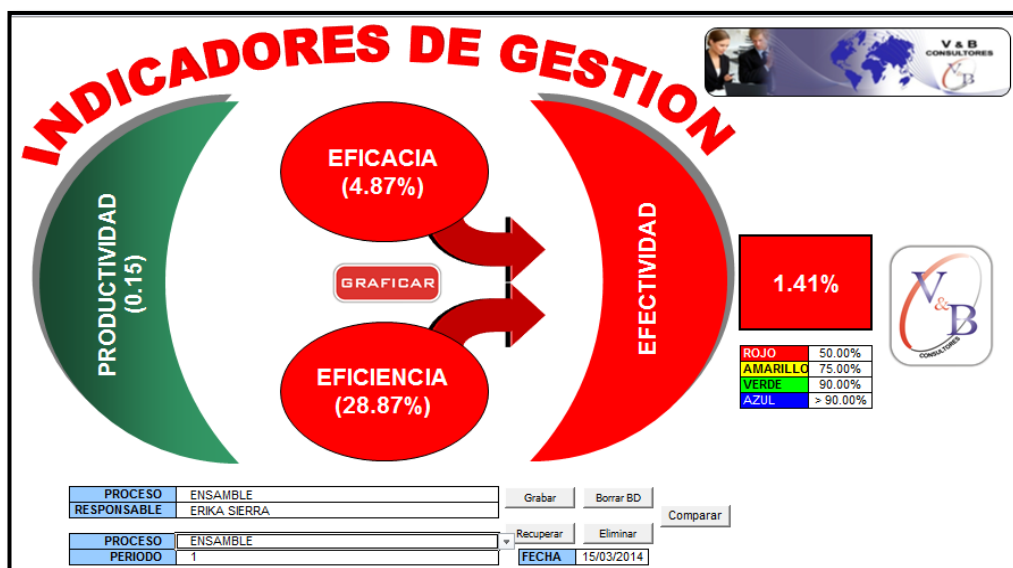 INDICADORES DE GESTION
V & B
CONSULTORES
V&B
PRODUCTIVIDAD
(0.15)
EFICACIA
(4.87%)
GRAFICAR
EFICIENCIA
(28.87%)
EFECTIVIDAD
1.41%
V&B
CONSULTORES
ROJO 50.00%
AMARILLO 75.00%
VERDE 90.00%
AZUL > 90.00%
PROCESO ENSAMBLE
RESPONSABLE ERIKA SIERRA
Grabar Borrar BD
Comparar
Recuperar Eliminar
PROCESO ENSAMBLE
PERIODO 1
FECHA 15/03/2014